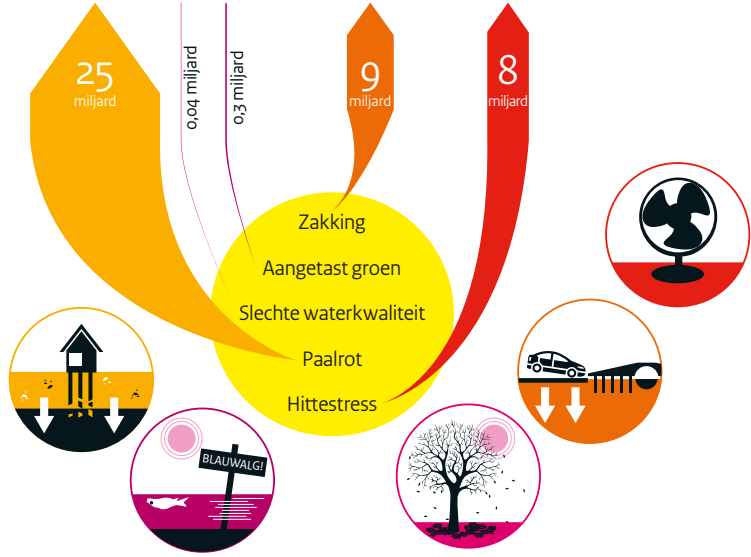 25
miljard
0,04 miljard
0,3 miljard
9
miljard
8
miljard
Zakking
Aangetast groen
Slechte waterkwaliteit
Paalrot
Hittestress
BLAUWALG!